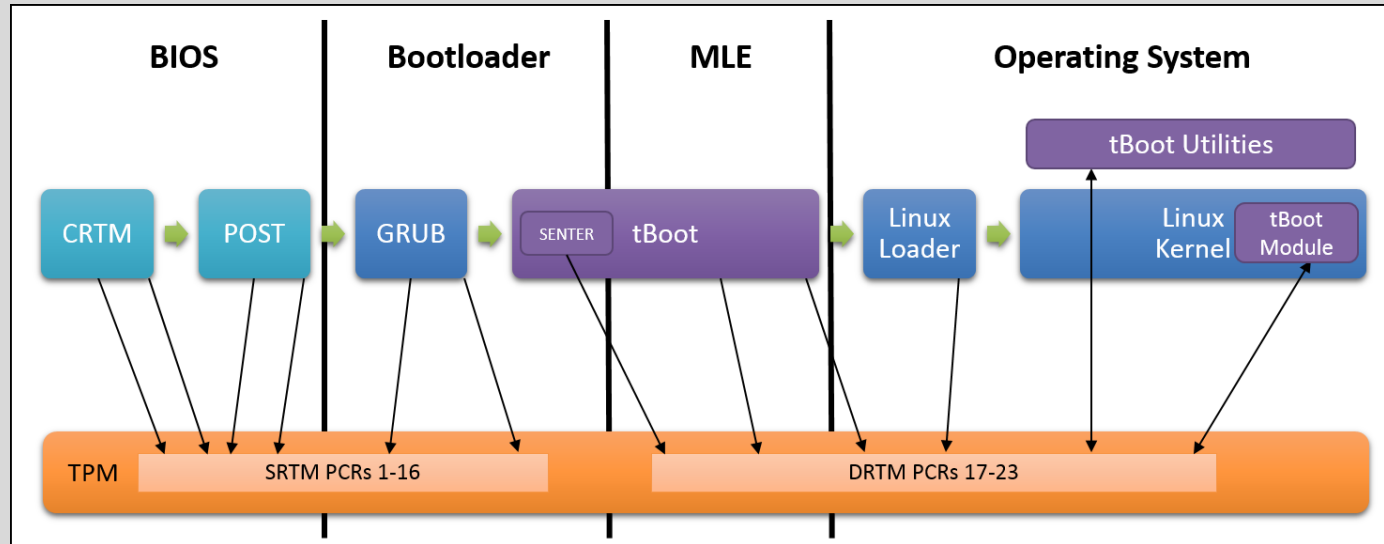 BIOS
Bootloader
MLE
Operating System
tBoot Utilities
CRTM
POST
GRUB
SENTER
tBoot
Linux
Loader
Linux
Kernel
tBoot
Module
TPM
SRTM PCRs 1-16
DRTM PCRs 17-23